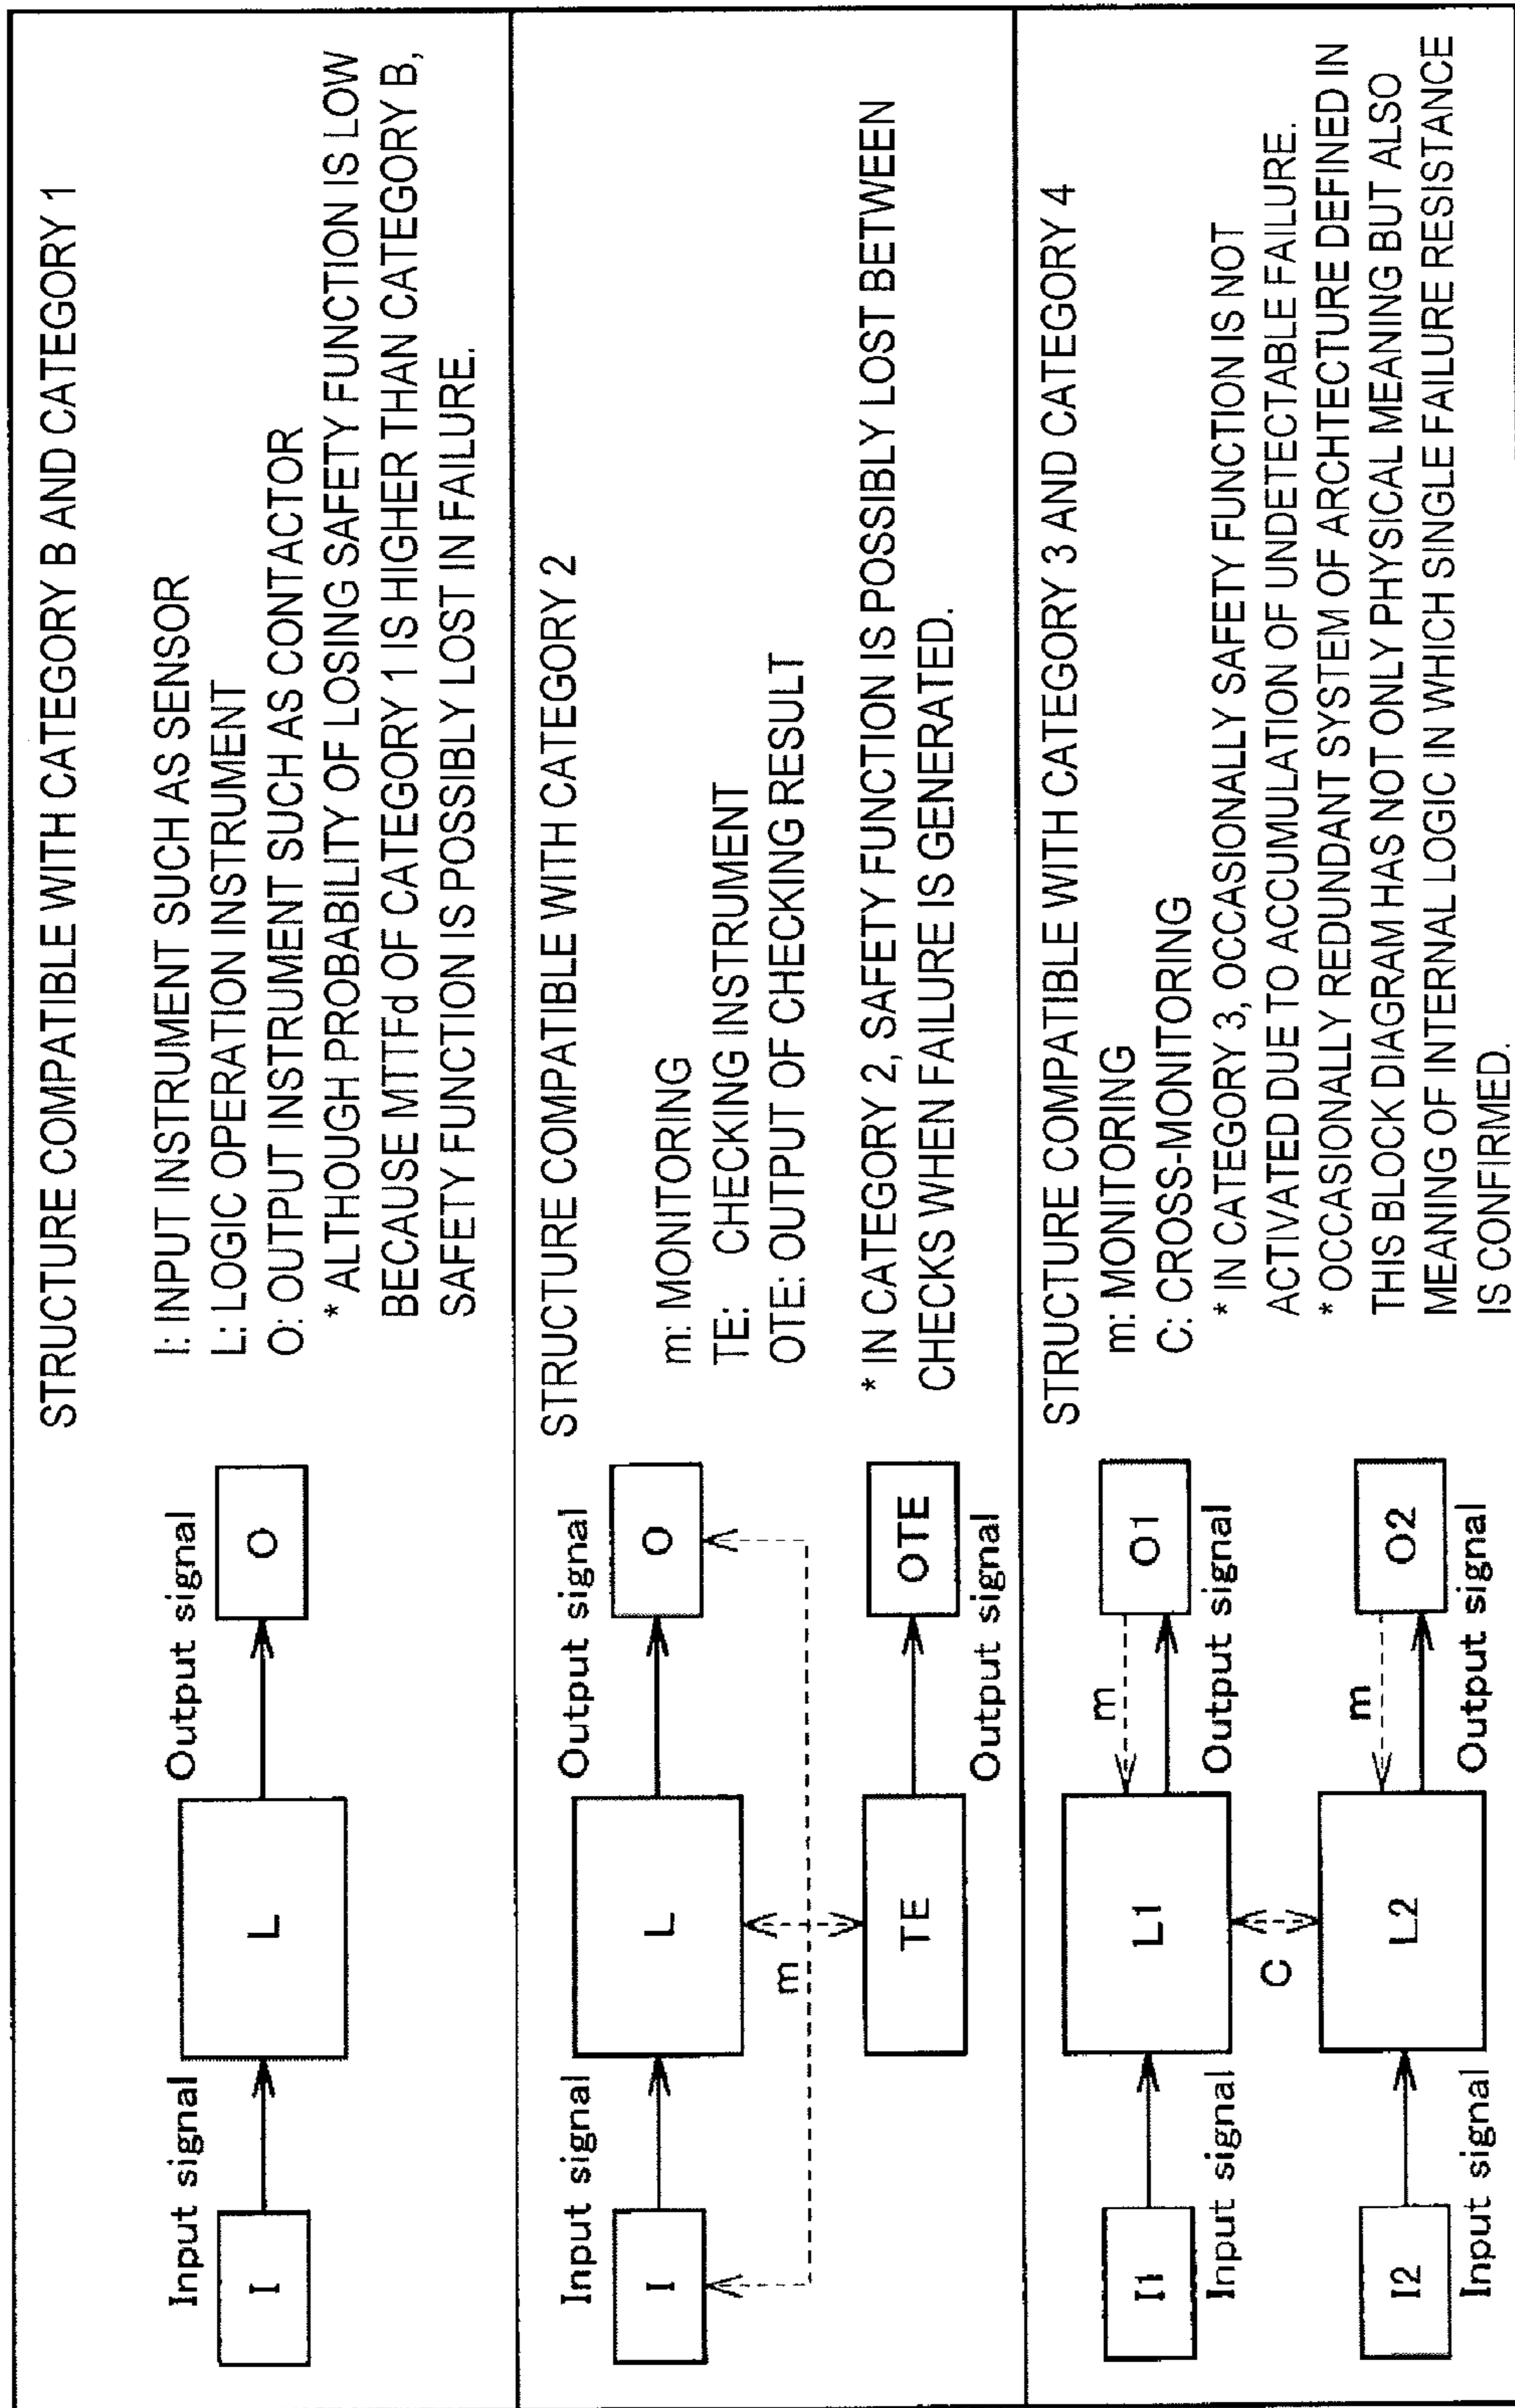 STRUCTURE COMPATIBLE WITH CATEGORY B AND CATEGORY 1
Input signal
Output signal
I
L
O
I: INPUT INSTRUMENT SUCH AS SENSOR
L: LOGIC OPERATION INSTRUMENT
O: OUTPUT INSTRUMENT SUCH AS CONTACTOR
* ALTHOUGH PROBABILITY OF LOSING SAFETY FUNCTION IS LOW
BECAUSE MTTFd OF CATEGORY 1 IS HIGHER THAN CATEGORY B,
SAFETY FUNCTION IS POSSIBLY LOST IN FAILURE.
STRUCTURE COMPATIBLE WITH CATEGORY 2
Input signal
Output signal
I
L
O
m
TE
OTE
Output signal
m: MONITORING
TE: CHECKING INSTRUMENT
OTE: OUTPUT OF CHECKING RESULT
* IN CATEGORY 2, SAFETY FUNCTION IS POSSIBLY LOST BETWEEN
CHECKS WHEN FAILURE IS GENERATED.
STRUCTURE COMPATIBLE WITH CATEGORY 3 AND CATEGORY 4
I1
L1
m
O1
Input signal
Output signal
C
I2
L2
m
O2
Input signal
Output signal
m: MONITORING
C: CROSS-MONITORING
* IN CATEGORY 3, OCCASIONALLY SAFETY FUNCTION IS NOT
ACTIVATED DUE TO ACCUMULATION OF UNDETECTABLE FAILURE.
* OCCASIONALLY REDUNDANT SYSTEM OF ARCHTECTURE DEFINED IN
THIS BLOCK DIAGRAM HAS NOT ONLY PHYSICAL MEANING BUT ALSO
MEANING OF INTERNAL LOGIC IN WHICH SINGLE FAILURE RESISTANCE
IS CONFIRMED.